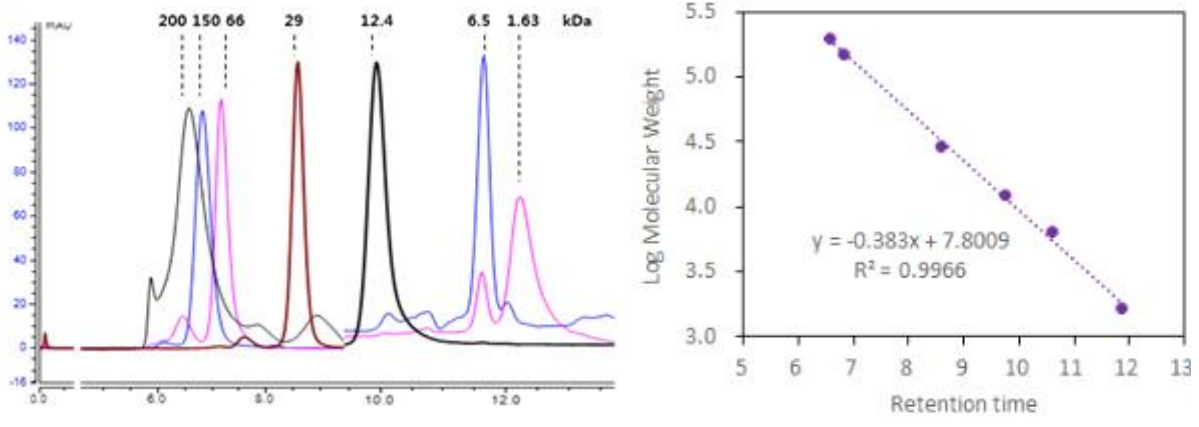 200 150 66 29 12.4 6.5 1.63 kDa
140
120
100
80
60
40
20
0
-16
0.0 6.0 8.0 10.0 12.0
5.5
5.0
4.5
4.0
3.5
3.0
5 6 7 8 9 10 11 12 13
Log Molecular Weight
Retention time
y = -0.383x + 7.8009
R² = 0.9966